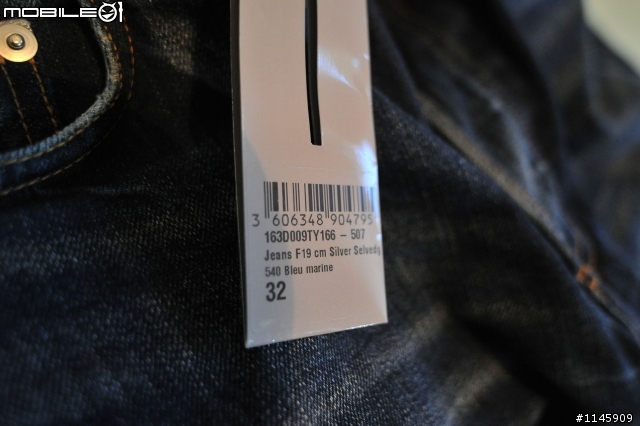 MOBILE01
3 606348 904795
163D009TY166 - 507
Jeans F19 cm Silver Selvedg
540 Bleu marine
32
#1145909